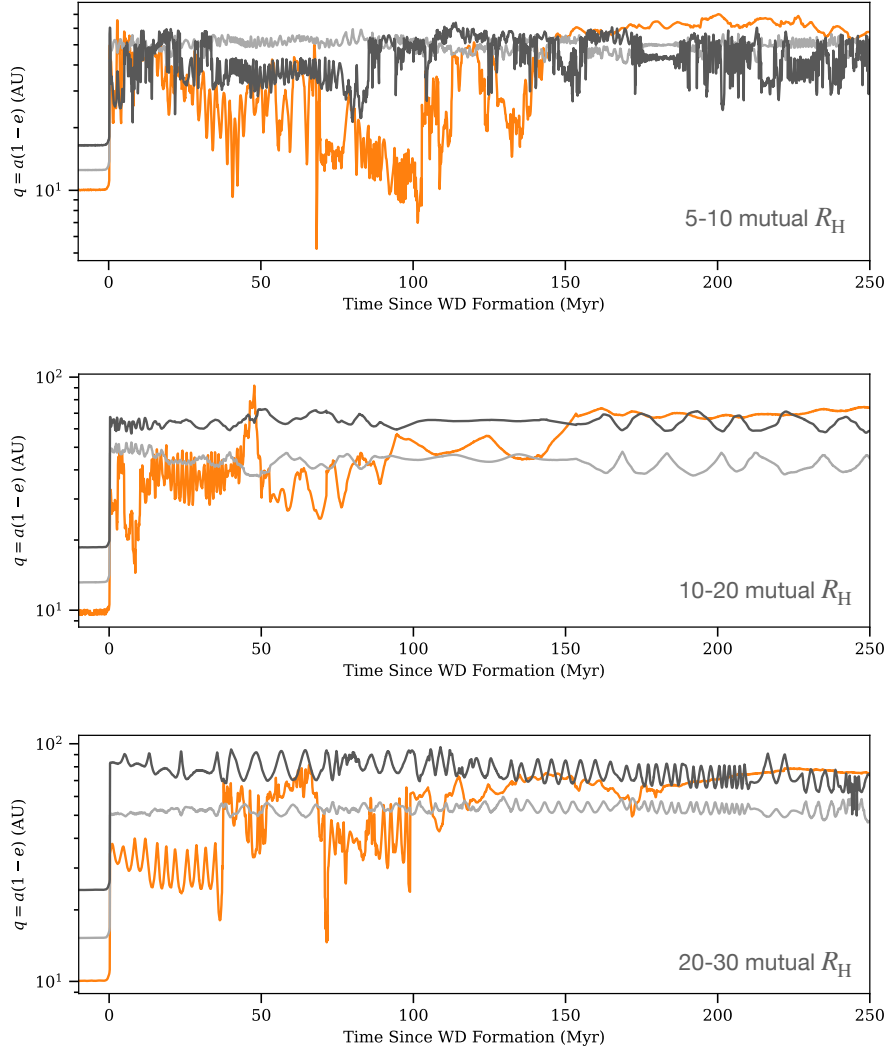 q = a(1 − e) (AU)
10¹
5-10 mutual R_H
0 50 100 150 200 250
Time Since WD Formation (Myr)
10²
q = a(1 − e) (AU)
10¹
10-20 mutual R_H
0 50 100 150 200 250
Time Since WD Formation (Myr)
10²
q = a(1 − e) (AU)
10¹
20-30 mutual R_H
0 50 100 150 200 250
Time Since WD Formation (Myr)